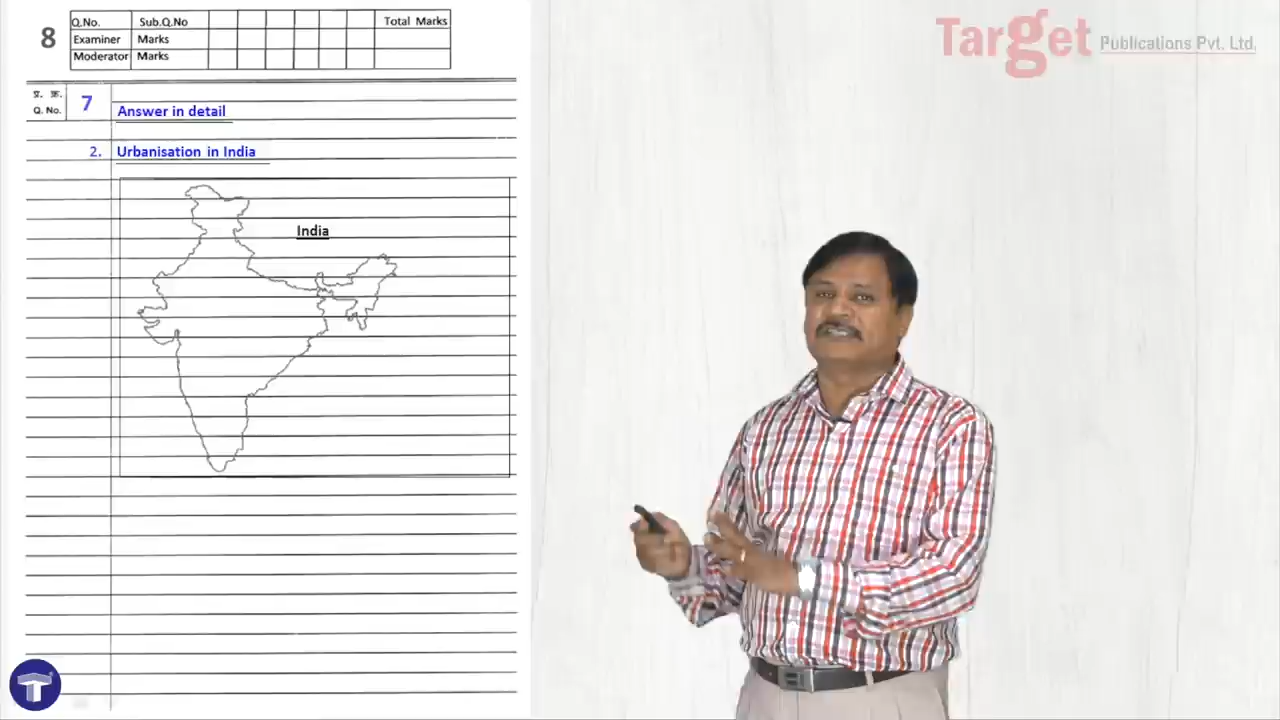 8
Q.No. Sub.Q.No Total Marks
Examiner Marks
Moderator Marks
Target Publications Pvt. Ltd.
प्र. क्र.
Q. No. 7 Answer in detail
2. Urbanisation in India
India
T